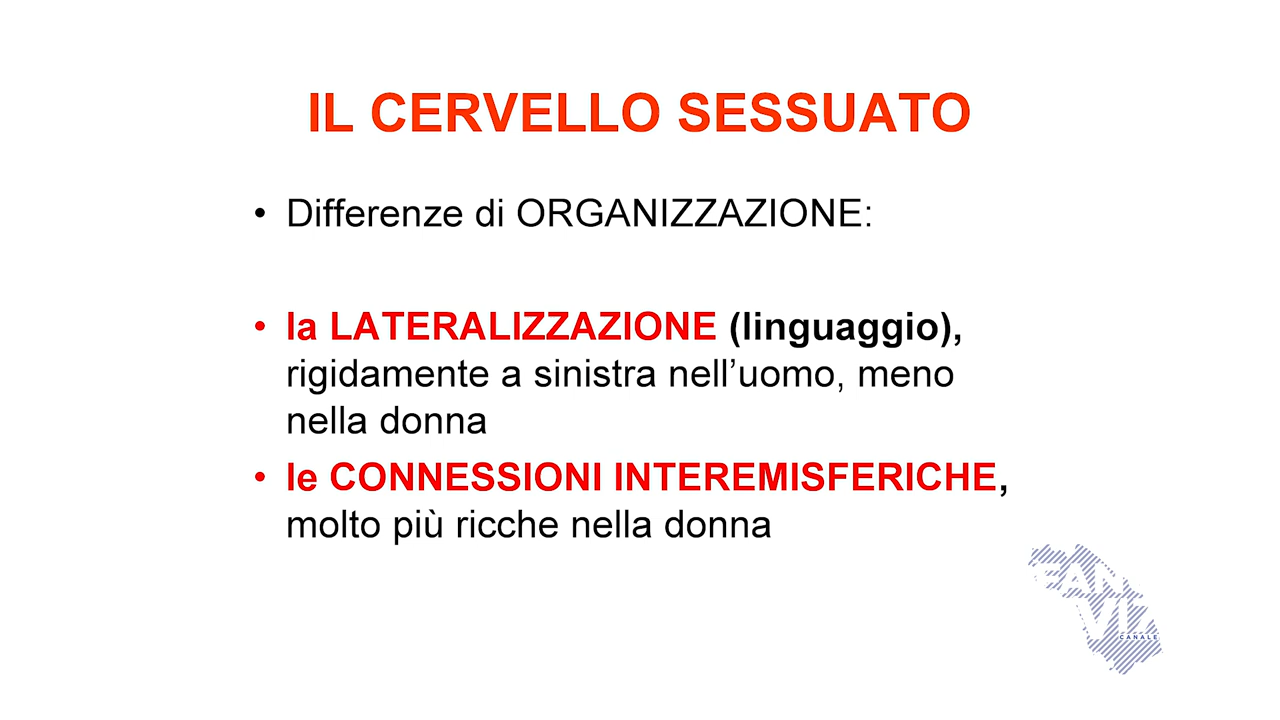 IL CERVELLO SESSUATO
• Differenze di ORGANIZZAZIONE:
• la LATERALIZZAZIONE (linguaggio),
rigidamente a sinistra nell’uomo, meno
nella donna
• le CONNESSIONI INTEREMISFERICHE,
molto più ricche nella donna
CANALE